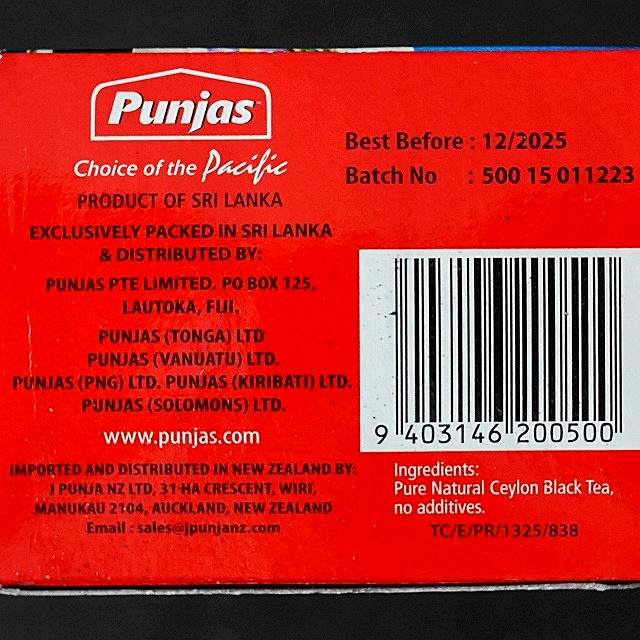 Punjas™
Choice of the Pacific
PRODUCT OF SRI LANKA
EXCLUSIVELY PACKED IN SRI LANKA
& DISTRIBUTED BY:
PUNJAS PTE LIMITED. PO BOX 125,
LAUTOKA, FIJI.
PUNJAS (TONGA) LTD
PUNJAS (VANUATU) LTD.
PUNJAS (PNG) LTD. PUNJAS (KIRIBATI) LTD.
PUNJAS (SOLOMONS) LTD.
www.punjas.com
IMPORTED AND DISTRIBUTED IN NEW ZEALAND BY:
J PUNJA NZ LTD, 31 HA CRESCENT, WIRI,
MANUKAU 2104, AUCKLAND, NEW ZEALAND
Email : sales@jpunjanz.com
Best Before : 12/2025
Batch No : 500 15 011223
9 403146 200500
Ingredients:
Pure Natural Ceylon Black Tea,
no additives.
TC/E/PR/1325/838